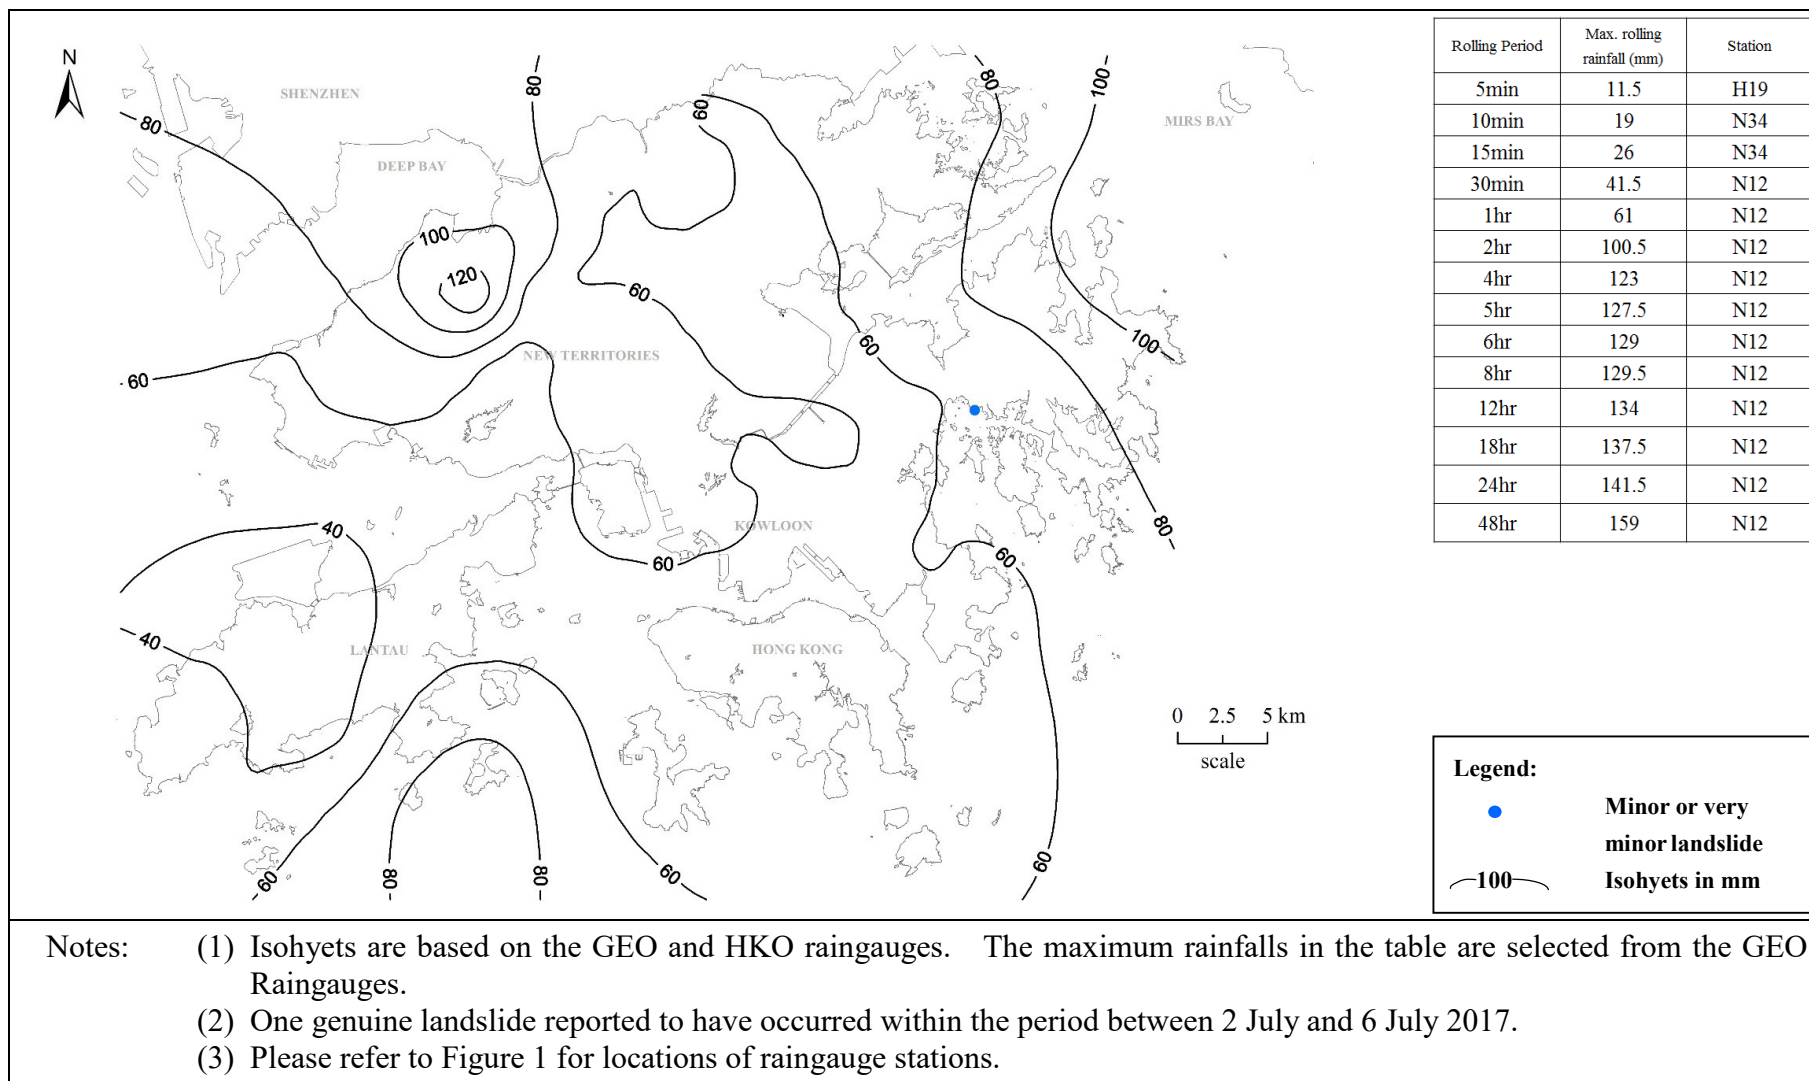 N
SHENZHEN
DEEP BAY
MIRS BAY
NEW TERRITORIES
KOWLOON
LANTAU
HONG KONG
80
80
80
100
60
100
120
60
60
60
100
40
60
60
80
40
60
80
80
60
60
0 2.5 5 km
scale
Rolling Period Max. rolling rainfall (mm) Station
5min 11.5 H19
10min 19 N34
15min 26 N34
30min 41.5 N12
1hr 61 N12
2hr 100.5 N12
4hr 123 N12
5hr 127.5 N12
6hr 129 N12
8hr 129.5 N12
12hr 134 N12
18hr 137.5 N12
24hr 141.5 N12
48hr 159 N12
Legend:
Minor or very
minor landslide
100 Isohyets in mm
Notes: (1) Isohyets are based on the GEO and HKO raingauges. The maximum rainfalls in the table are selected from the GEO
Raingauges.
(2) One genuine landslide reported to have occurred within the period between 2 July and 6 July 2017.
(3) Please refer to Figure 1 for locations of raingauge stations.